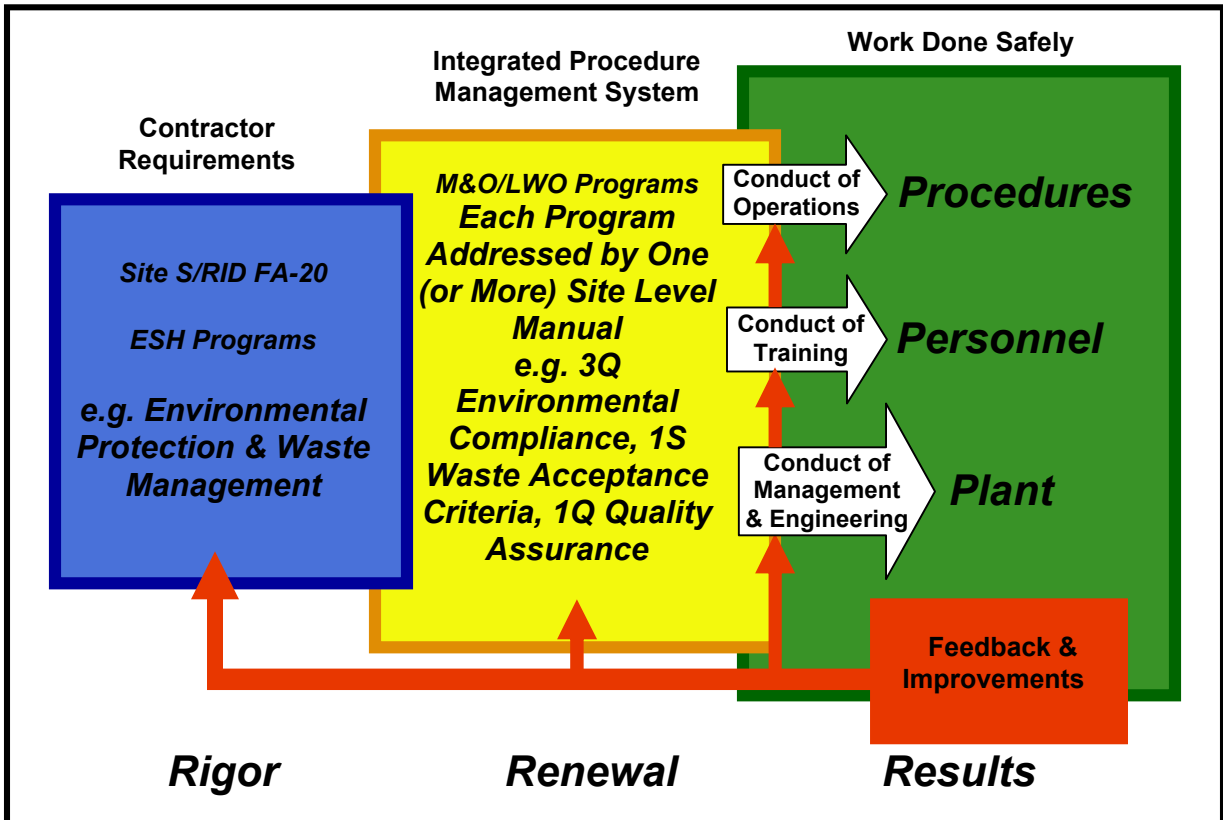 Contractor
Requirements
Site S/RID FA-20
ESH Programs
e.g. Environmental
Protection & Waste
Management
Rigor
Integrated Procedure
Management System
M&O/LWO Programs
Each Program
Addressed by One
(or More) Site Level
Manual
e.g. 3Q
Environmental
Compliance, 1S
Waste Acceptance
Criteria, 1Q Quality
Assurance
Renewal
Work Done Safely
Conduct of
Operations
Procedures
Conduct of
Training
Personnel
Conduct of
Management
& Engineering
Plant
Feedback &
Improvements
Results